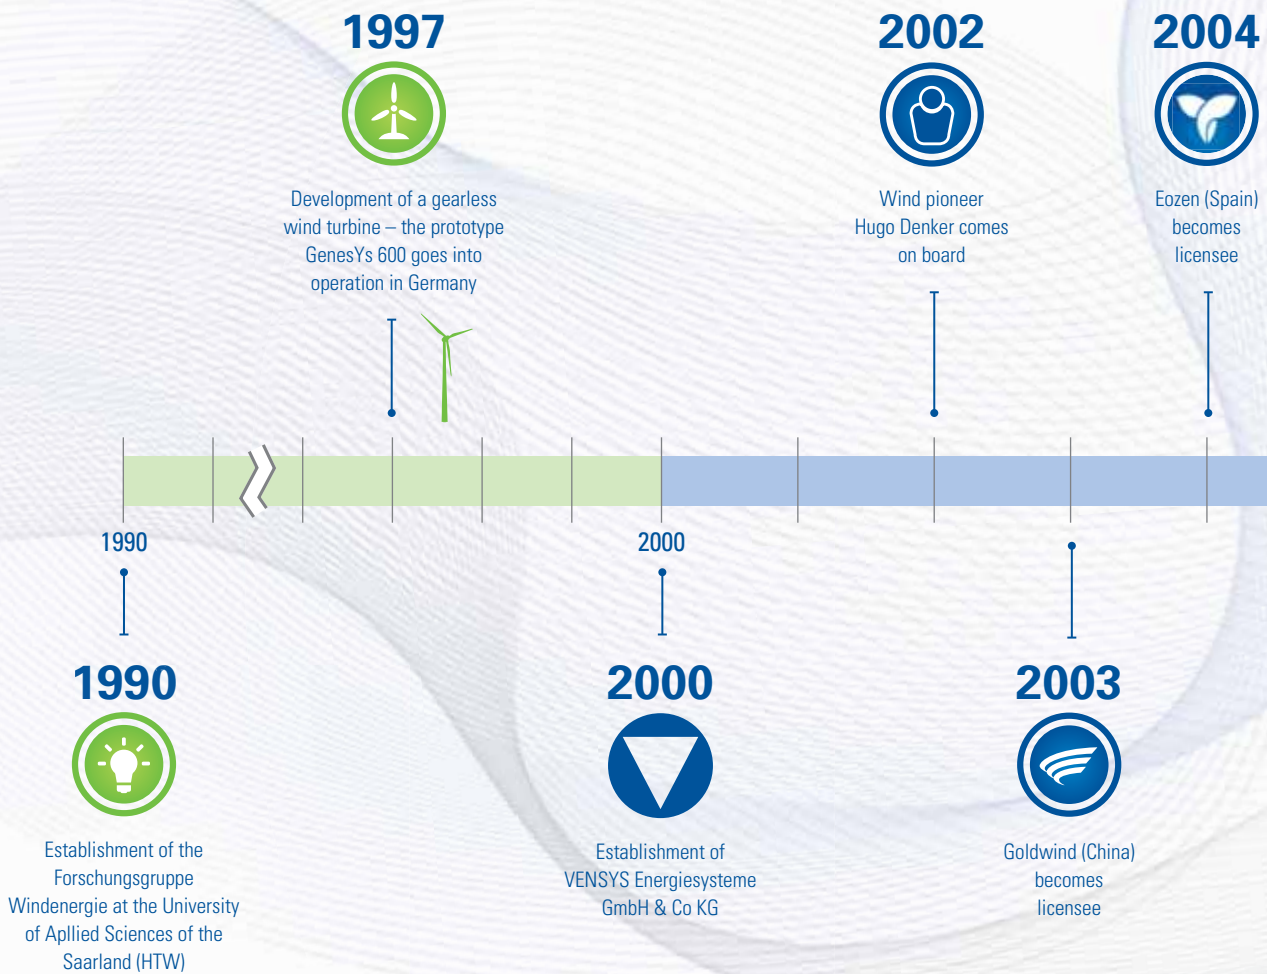 1997
Development of a gearless
wind turbine – the prototype
GenesYs 600 goes into
operation in Germany
2002
Wind pioneer
Hugo Denker comes
on board
2004
Eozen (Spain)
becomes
licensee
1990
2000
1990
Establishment of the
Forschungsgruppe
Windenergie at the University
of Apllied Sciences of the
Saarland (HTW)
2000
Establishment of
VENSYS Energiesysteme
GmbH & Co KG
2003
Goldwind (China)
becomes
licensee